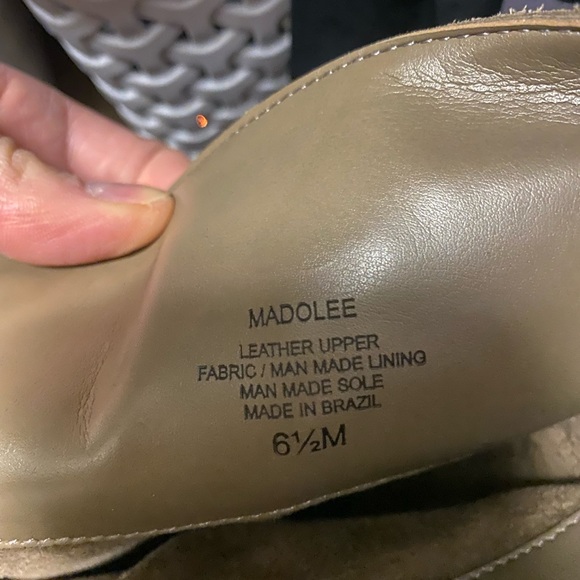 MADOLEE
LEATHER UPPER
FABRIC / MAN MADE LINING
MAN MADE SOLE
MADE IN BRAZIL
6½M